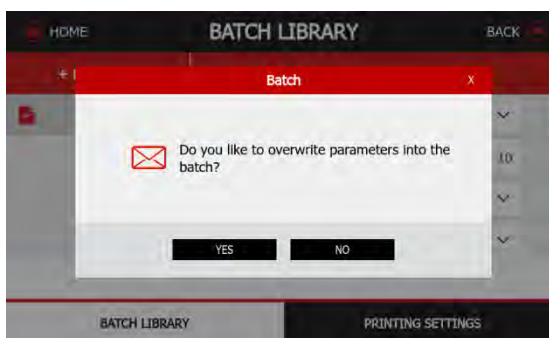 HOME BATCH LIBRARY BACK
+
Batch X
Do you like to overwrite parameters into the
batch?
10
YES NO
BATCH LIBRARY PRINTING SETTINGS